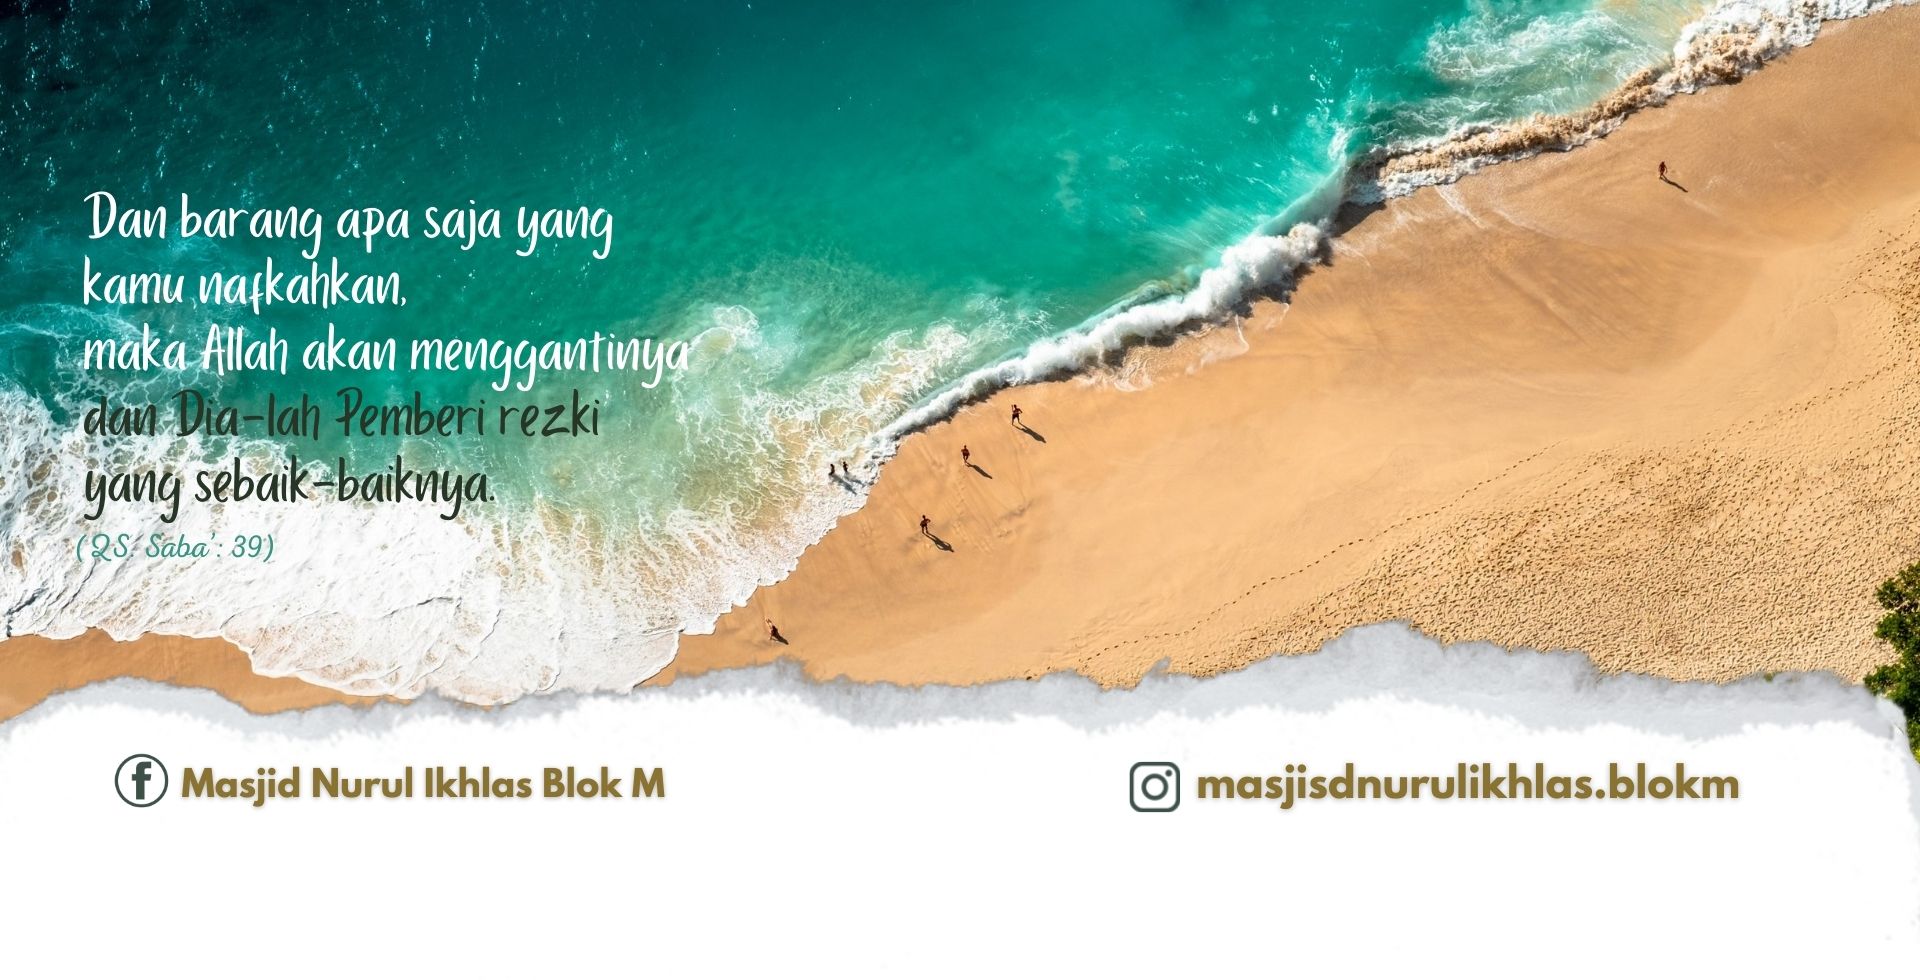 Dan barang apa saja yang
kamu nafkahkan,
maka Allah akan menggantinya
dan Dia-lah Pemberi rezki
yang sebaik-baiknya.
(QS. Saba': 39)
Masjid Nurul Ikhlas Blok M
masjisdnurulikhlas.blokm